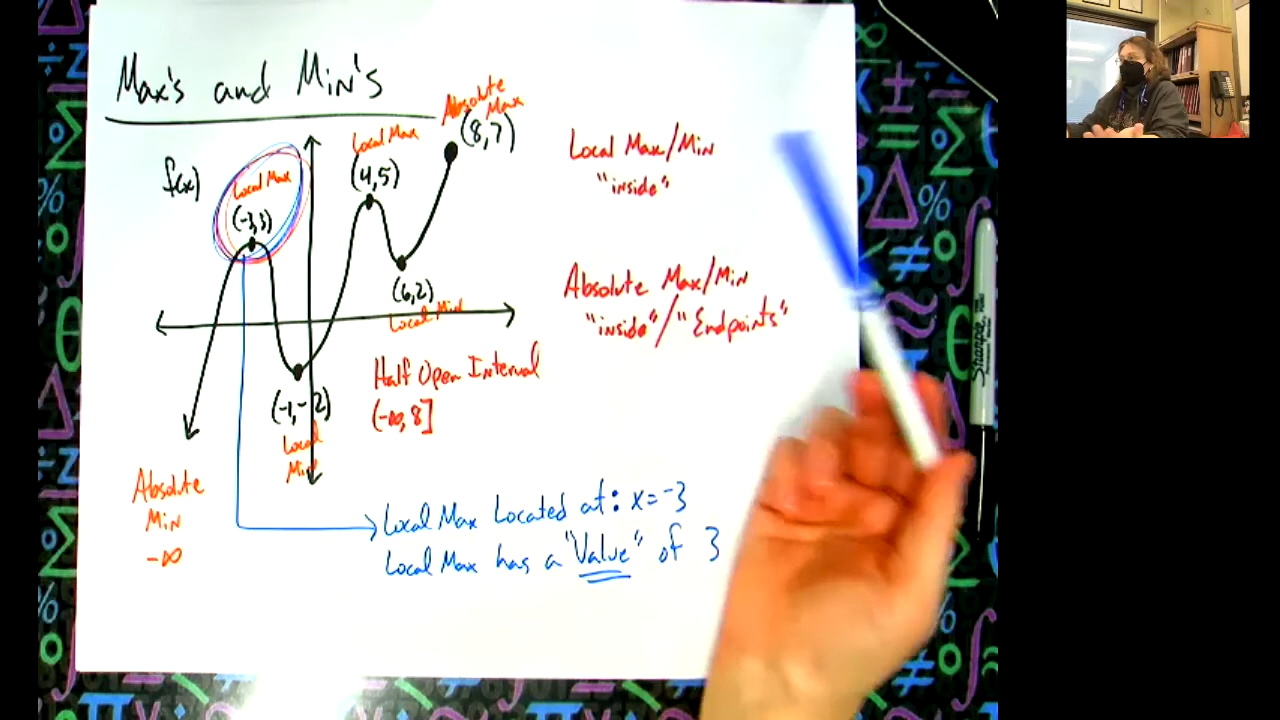 Max's and Min's
f(x)
Local Max
(-3,3)
Local Max
(4,5)
Absolute
Max
(8,7)
(6,2)
Local Min
(-1,-2)
Local
Min
Absolute
Min
-∞
Half Open Interval
(-∞, 8]
Local Max/Min
"inside"
Absolute Max/Min
"inside"/"Endpoints"
Local Max Located at: x=-3
Local Max has a "Value" of 3
Sharpie